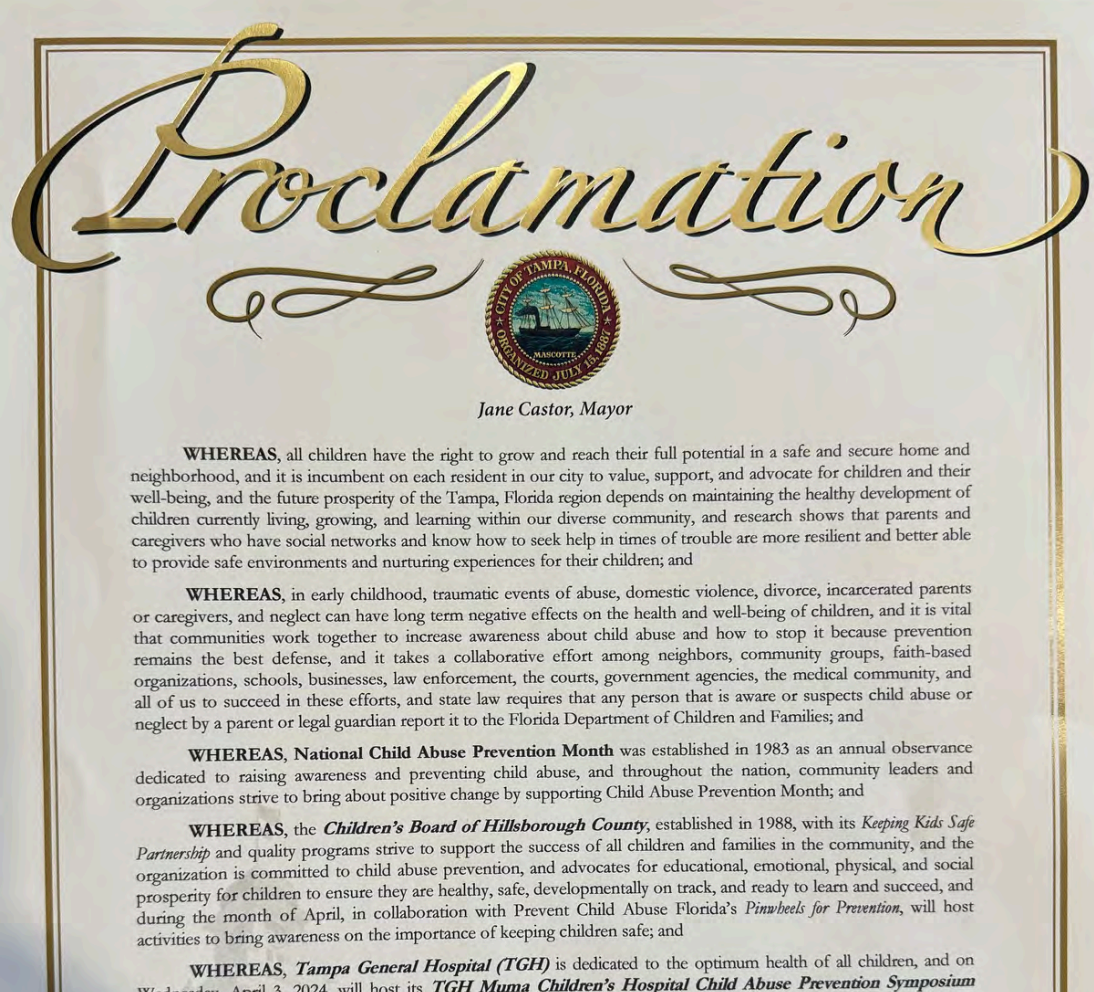 Proclamation
CITY OF TAMPA, FLORIDA
MASCOTTE
ORGANIZED JULY 15, 1887
Jane Castor, Mayor
WHEREAS, all children have the right to grow and reach their full potential in a safe and secure home and
neighborhood, and it is incumbent on each resident in our city to value, support, and advocate for children and their
well-being, and the future prosperity of the Tampa, Florida region depends on maintaining the healthy development of
children currently living, growing, and learning within our diverse community, and research shows that parents and
caregivers who have social networks and know how to seek help in times of trouble are more resilient and better able
to provide safe environments and nurturing experiences for their children; and
WHEREAS, in early childhood, traumatic events of abuse, domestic violence, divorce, incarcerated parents
or caregivers, and neglect can have long term negative effects on the health and well-being of children, and it is vital
that communities work together to increase awareness about child abuse and how to stop it because prevention
remains the best defense, and it takes a collaborative effort among neighbors, community groups, faith-based
organizations, schools, businesses, law enforcement, the courts, government agencies, the medical community, and
all of us to succeed in these efforts, and state law requires that any person that is aware or suspects child abuse or
neglect by a parent or legal guardian report it to the Florida Department of Children and Families; and
WHEREAS, National Child Abuse Prevention Month was established in 1983 as an annual observance
dedicated to raising awareness and preventing child abuse, and throughout the nation, community leaders and
organizations strive to bring about positive change by supporting Child Abuse Prevention Month; and
WHEREAS, the Children's Board of Hillsborough County, established in 1988, with its Keeping Kids Safe
Partnership and quality programs strive to support the success of all children and families in the community, and the
organization is committed to child abuse prevention, and advocates for educational, emotional, physical, and social
prosperity for children to ensure they are healthy, safe, developmentally on track, and ready to learn and succeed, and
during the month of April, in collaboration with Prevent Child Abuse Florida's Pinwheels for Prevention, will host
activities to bring awareness on the importance of keeping children safe; and
WHEREAS, Tampa General Hospital (TGH) is dedicated to the optimum health of all children, and on
Wednesday, April 3, 2024, will host its TGH Muma Children's Hospital Child Abuse Prevention Symposium